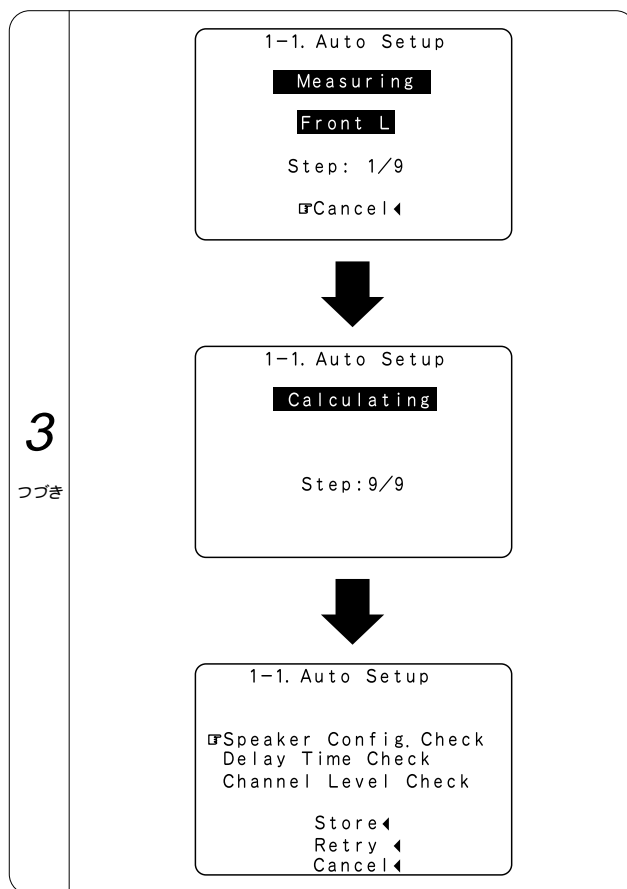 1-1. Auto Setup
Measuring
Front L
Step: 1/9
☞Cancel◀
1-1. Auto Setup
Calculating
3
つづき
Step:9/9
1-1. Auto Setup
☞Speaker Config. Check
Delay Time Check
Channel Level Check
Store◀
Retry ◀
Cancel◀